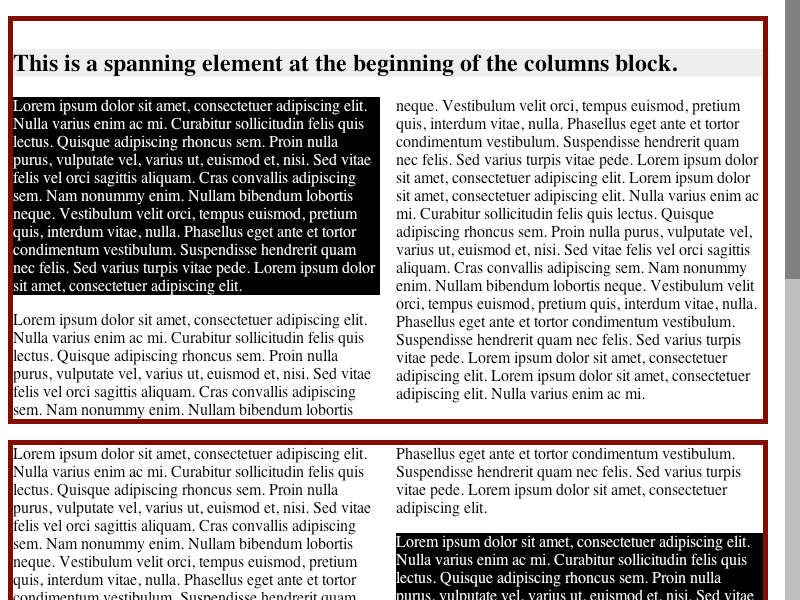 This is a spanning element at the beginning of the columns block.
Lorem ipsum dolor sit amet, consectetuer adipiscing elit.
Nulla varius enim ac mi. Curabitur sollicitudin felis quis
lectus. Quisque adipiscing rhoncus sem. Proin nulla
purus, vulputate vel, varius ut, euismod et, nisi. Sed vitae
felis vel orci sagittis aliquam. Cras convallis adipiscing
sem. Nam nonummy enim. Nullam bibendum lobortis
neque. Vestibulum velit orci, tempus euismod, pretium
quis, interdum vitae, nulla. Phasellus eget ante et tortor
condimentum vestibulum. Suspendisse hendrerit quam
nec felis. Sed varius turpis vitae pede. Lorem ipsum dolor
sit amet, consectetuer adipiscing elit.
Lorem ipsum dolor sit amet, consectetuer adipiscing elit.
Nulla varius enim ac mi. Curabitur sollicitudin felis quis
lectus. Quisque adipiscing rhoncus sem. Proin nulla
purus, vulputate vel, varius ut, euismod et, nisi. Sed vitae
felis vel orci sagittis aliquam. Cras convallis adipiscing
sem. Nam nonummy enim. Nullam bibendum lobortis
neque. Vestibulum velit orci, tempus euismod, pretium
quis, interdum vitae, nulla. Phasellus eget ante et tortor
condimentum vestibulum. Suspendisse hendrerit quam
nec felis. Sed varius turpis vitae pede. Lorem ipsum dolor
sit amet, consectetuer adipiscing elit. Lorem ipsum dolor
sit amet, consectetuer adipiscing elit. Nulla varius enim ac
mi. Curabitur sollicitudin felis quis lectus. Quisque
adipiscing rhoncus sem. Proin nulla purus, vulputate vel,
varius ut, euismod et, nisi. Sed vitae felis vel orci sagittis
aliquam. Cras convallis adipiscing sem. Nam nonummy
enim. Nullam bibendum lobortis neque. Vestibulum velit
orci, tempus euismod, pretium quis, interdum vitae, nulla.
Phasellus eget ante et tortor condimentum vestibulum.
Suspendisse hendrerit quam nec felis. Sed varius turpis
vitae pede. Lorem ipsum dolor sit amet, consectetuer
adipiscing elit. Lorem ipsum dolor sit amet, consectetuer
adipiscing elit. Nulla varius enim ac mi.
Lorem ipsum dolor sit amet, consectetuer adipiscing elit.
Nulla varius enim ac mi. Curabitur sollicitudin felis quis
lectus. Quisque adipiscing rhoncus sem. Proin nulla
purus, vulputate vel, varius ut, euismod et, nisi. Sed vitae
felis vel orci sagittis aliquam. Cras convallis adipiscing
sem. Nam nonummy enim. Nullam bibendum lobortis
neque. Vestibulum velit orci, tempus euismod, pretium
quis, interdum vitae, nulla. Phasellus eget ante et tortor
condimentum vestibulum. Suspendisse hendrerit quam
Phasellus eget ante et tortor condimentum vestibulum.
Suspendisse hendrerit quam nec felis. Sed varius turpis
vitae pede. Lorem ipsum dolor sit amet, consectetuer
adipiscing elit.
Lorem ipsum dolor sit amet, consectetuer adipiscing elit.
Nulla varius enim ac mi. Curabitur sollicitudin felis quis
lectus. Quisque adipiscing rhoncus sem. Proin nulla
purus, vulputate vel, varius ut, euismod et, nisi. Sed vitae